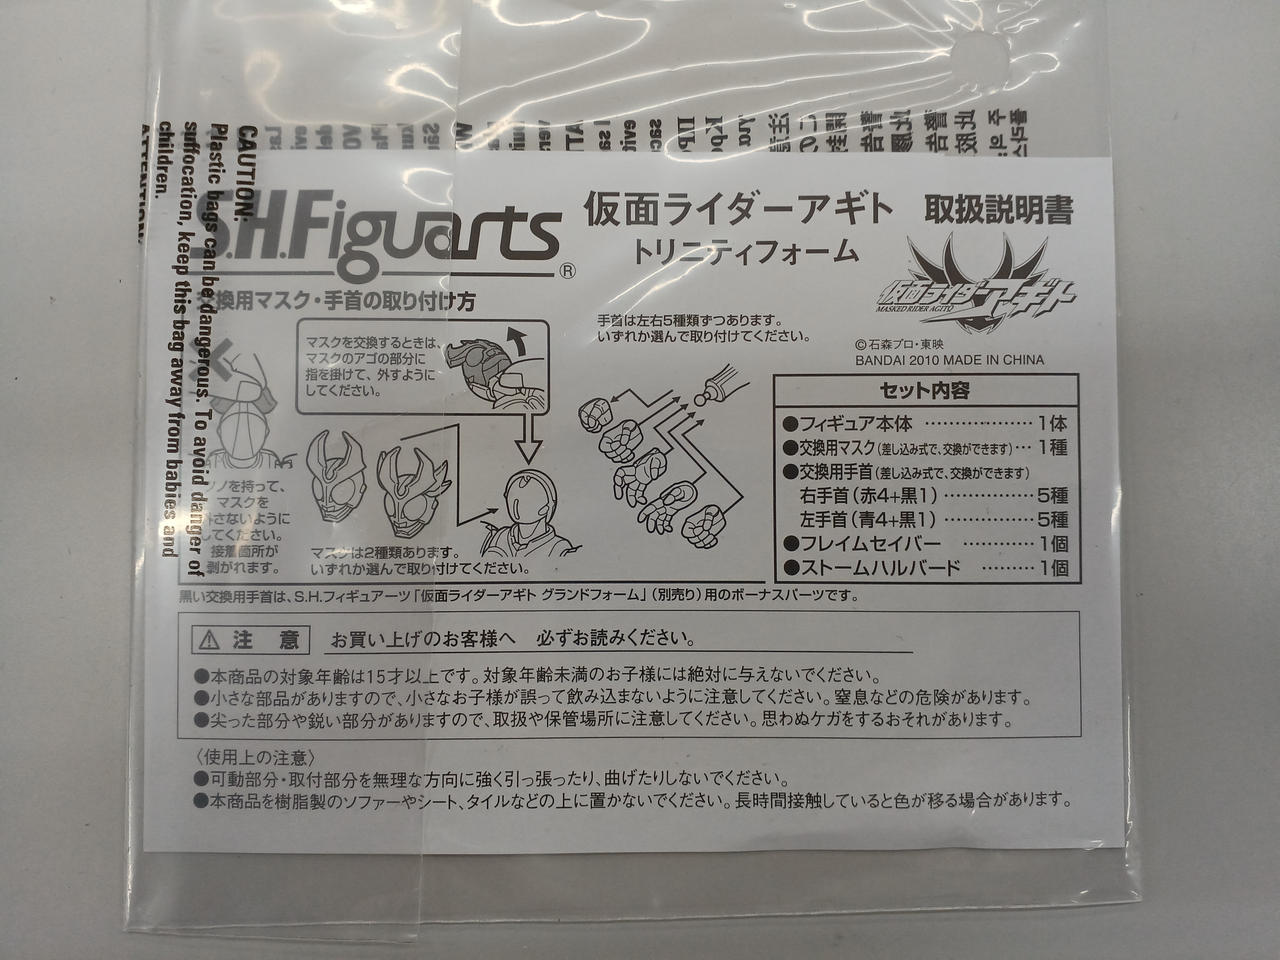 CAUTION:
Plastic bags can be dangerous. To avoid danger of
suffocation, keep this bag away from babies and
children.
S.H.Figuarts®
仮面ライダーアギト 取扱説明書
トリニティフォーム
仮面ライダーアギト
MASKED RIDER AGITO
©石森プロ・東映
BANDAI 2010 MADE IN CHINA
交換用マスク・手首の取り付け方
マスクを交換するときは、
マスクのアゴの部分に
指を掛けて、外すように
してください。
ツノを持って、
マスクを
外さないように
してください。
接着箇所が
剥がれます。
マスクは2種類あります。
いずれか選んで取り付けてください。
手首は左右5種類ずつあります。
いずれか選んで取り付けてください。
セット内容
●フィギュア本体 ………………1体
●交換用マスク(差し込み式で、交換ができます)… 1種
●交換用手首(差し込み式で、交換ができます)
右手首(赤4+黒1) ……………5種
左手首(青4+黒1) ……………5種
●フレイムセイバー …………1個
●ストームハルバード ………1個
黒い交換用手首は、S.H.フィギュアーツ「仮面ライダーアギト グランドフォーム」(別売り)用のボーナスパーツです。
⚠注 意 お買い上げのお客様へ 必ずお読みください。
●本商品の対象年齢は15才以上です。対象年齢未満のお子様には絶対に与えないでください。
●小さな部品がありますので、小さなお子様が誤って飲み込まないように注意してください。窒息などの危険があります。
●尖った部分や鋭い部分がありますので、取扱や保管場所に注意してください。思わぬケガをするおそれがあります。
〈使用上の注意〉
●可動部分・取付部分を無理な方向に強く引っ張ったり、曲げたりしないでください。
●本商品を樹脂製のソファーやシート、タイルなどの上に置かないでください。長時間接触していると色が移る場合があります。